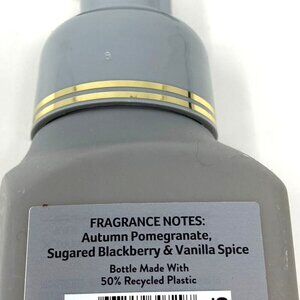 FRAGRANCE NOTES:
Autumn Pomegranate,
Sugared Blackberry & Vanilla Spice
Bottle Made With
50% Recycled Plastic